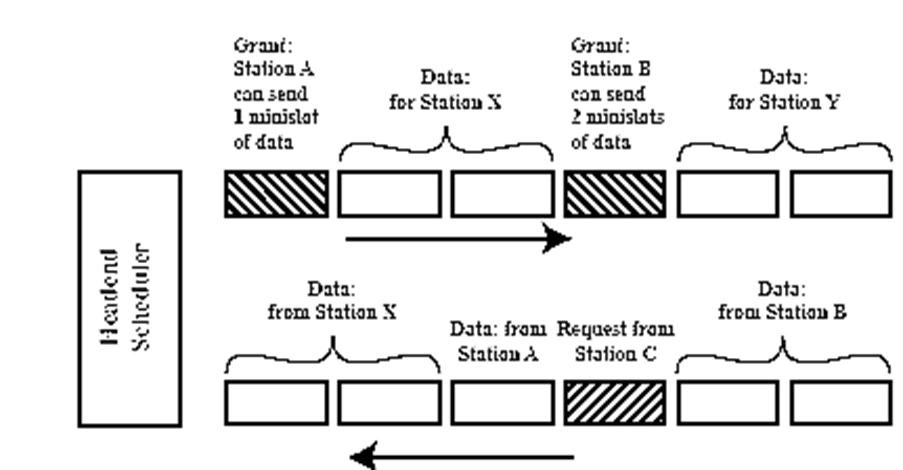 Grant:
Station A
can send
1 minislot
of data
Data:
for Station X
Grant:
Station B
can send
2 minislots
of data
Data:
for Station Y
Headend
Scheduler
Data:
from Station X
Data: from
Station A
Request from
Station C
Data:
from Station B